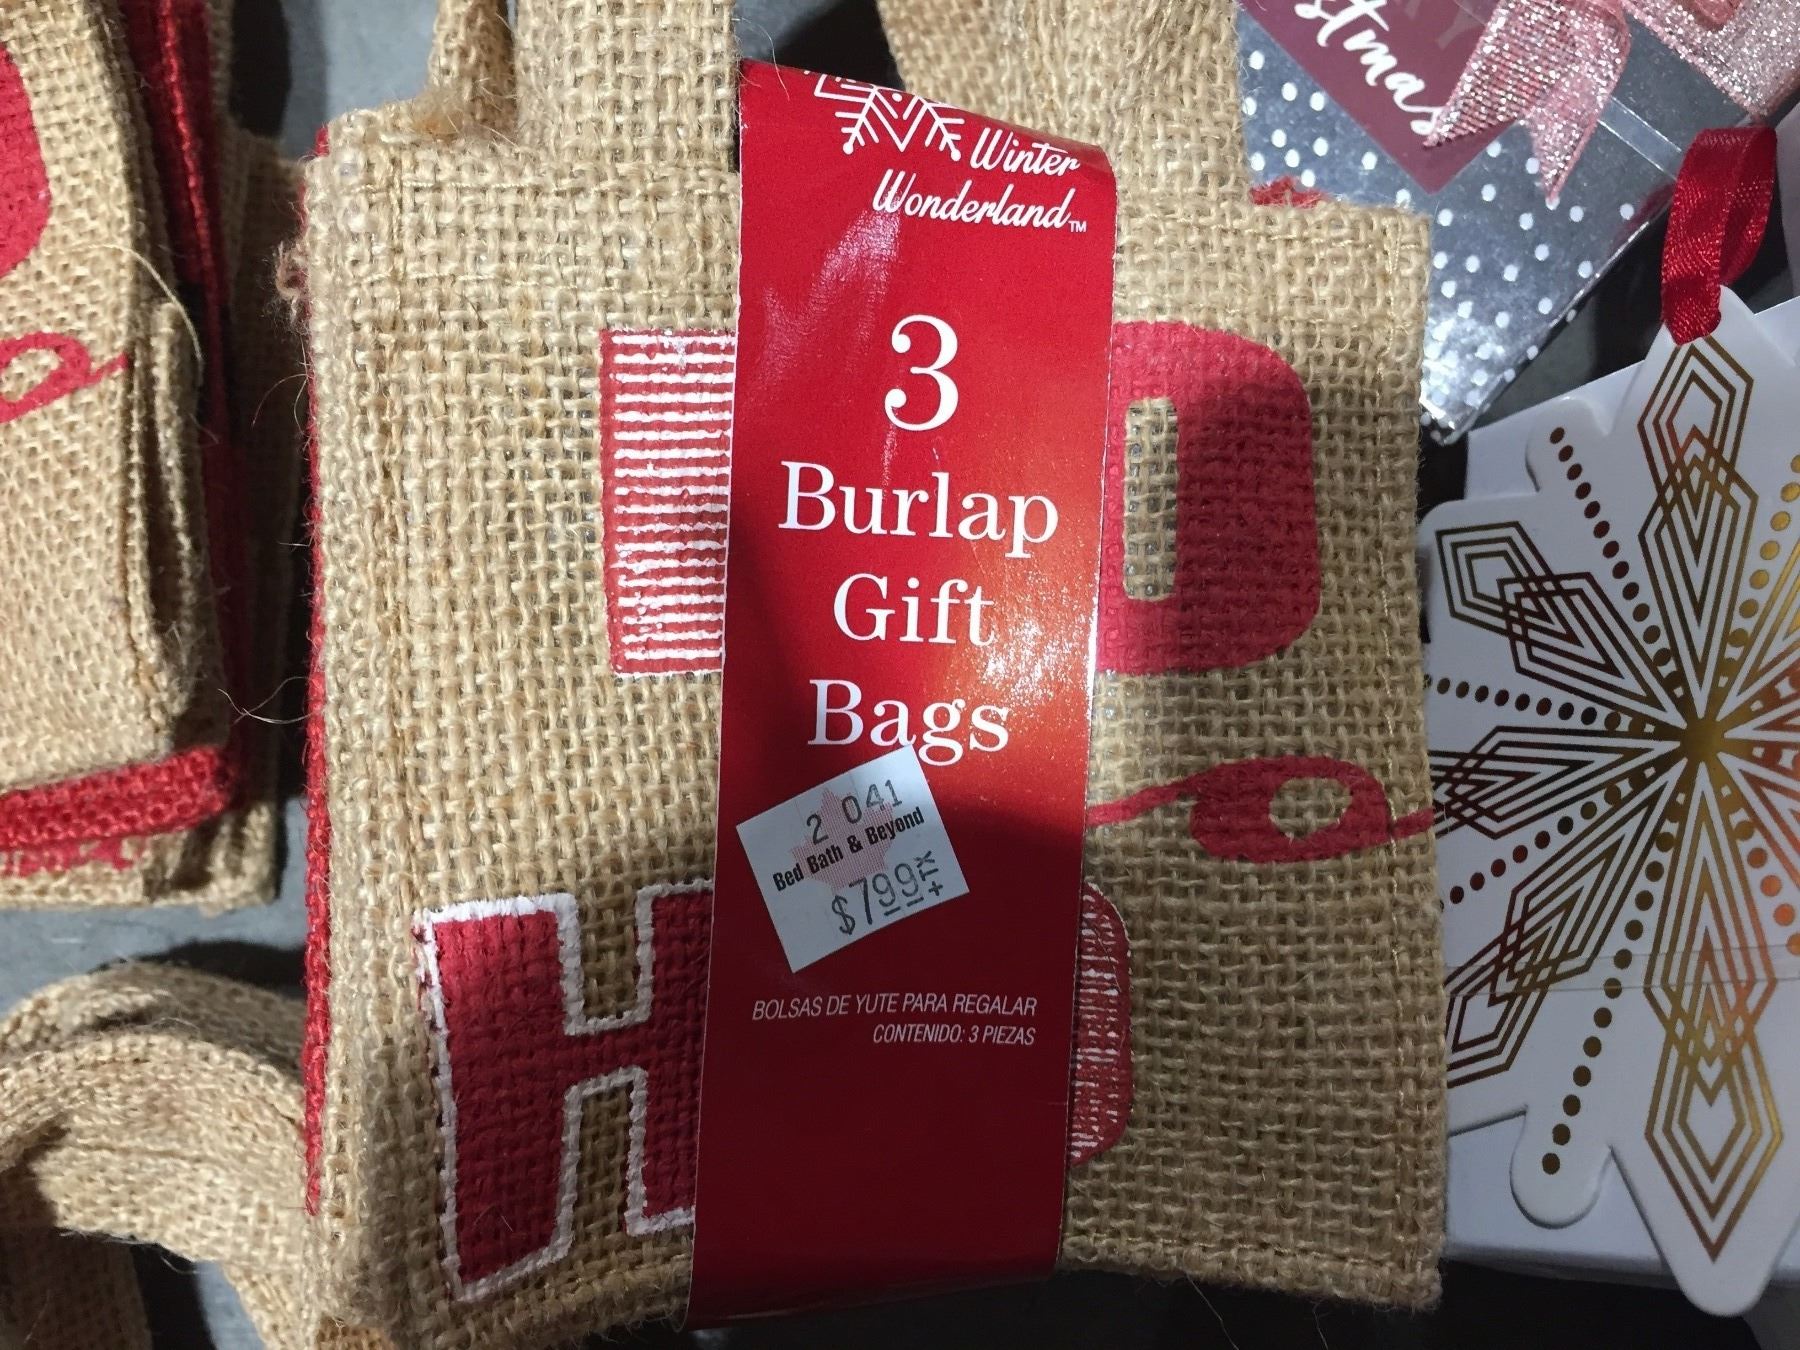 Winter
Wonderland™
3
Burlap
Gift
Bags
2 041
Bed Bath & Beyond
$7.99+TX
BOLSAS DE YUTE PARA REGALAR
CONTENIDO: 3 PIEZAS
H